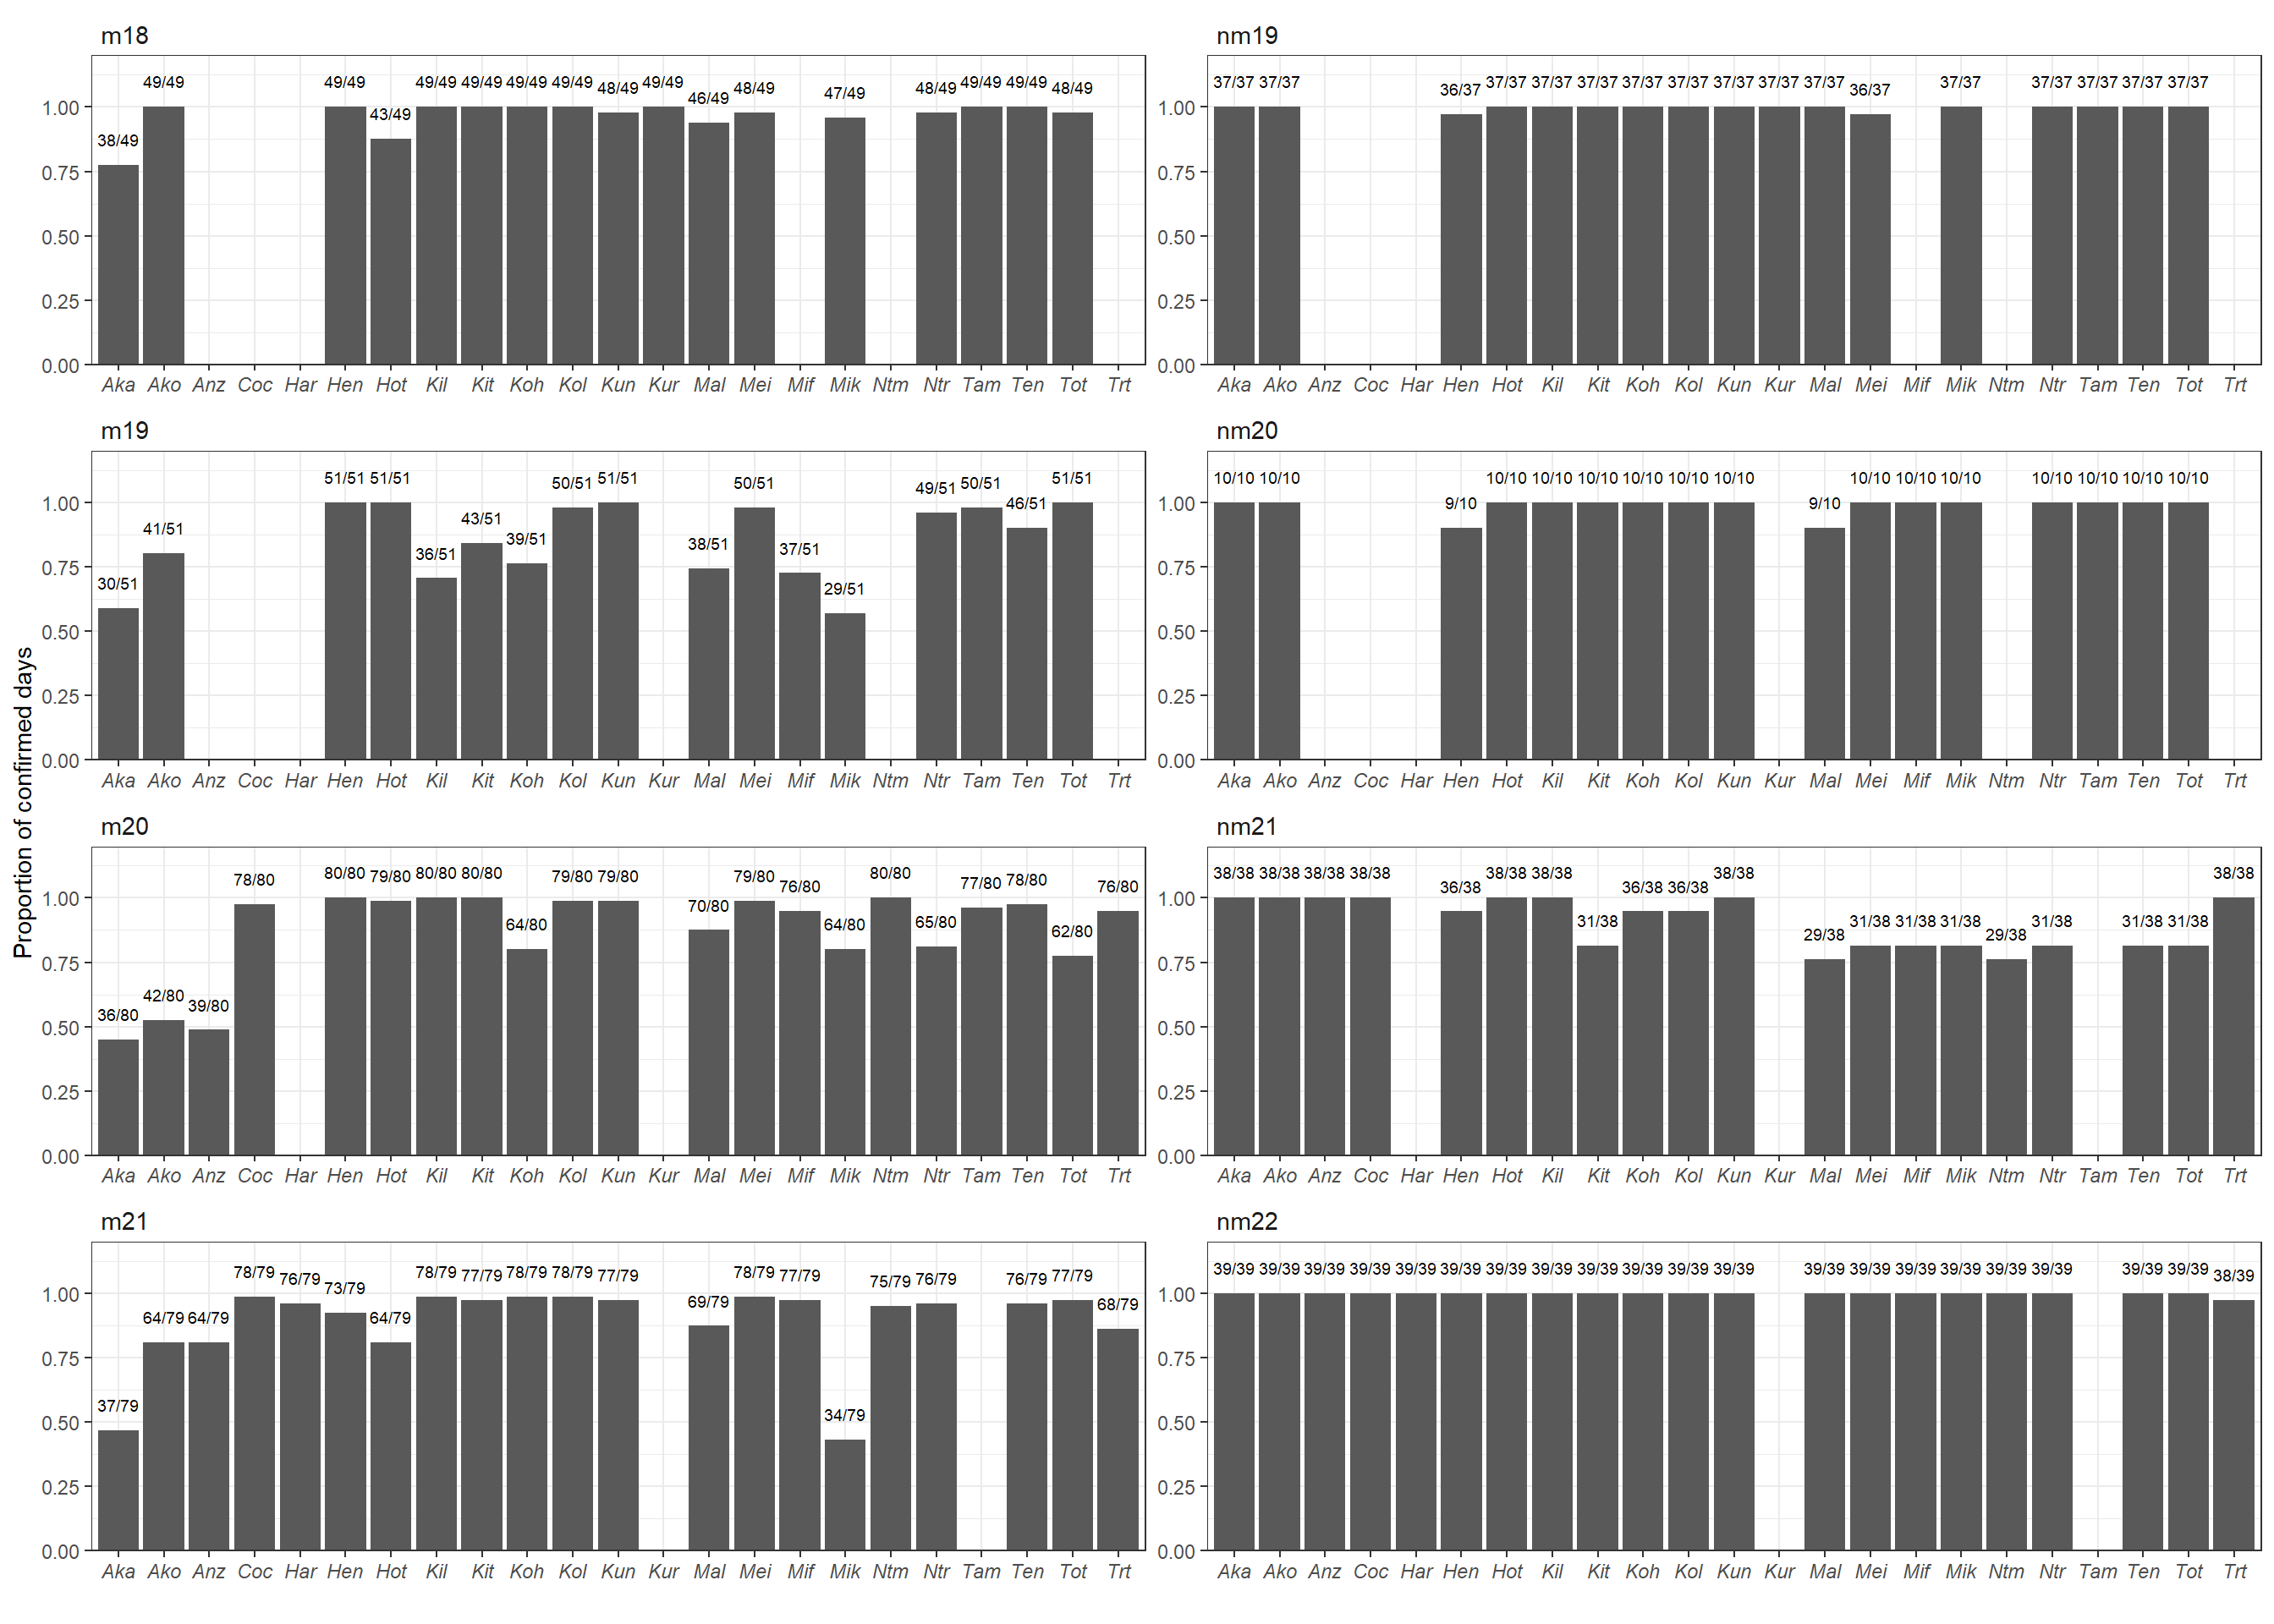 Proportion of confirmed days
m18
38/49 49/49 49/49 43/49 49/49 49/49 49/49 49/49 48/49 49/49 46/49 48/49 47/49 48/49 49/49 49/49 48/49
1.00
0.75
0.50
0.25
0.00
Aka Ako Anz Coc Har Hen Hot Kil Kit Koh Kol Kun Kur Mal Mei Mif Mik Ntm Ntr Tam Ten Tot Trt
nm19
37/37 37/37 36/37 37/37 37/37 37/37 37/37 37/37 37/37 37/37 37/37 36/37 37/37 37/37 37/37 37/37 37/37
1.00
0.75
0.50
0.25
0.00
Aka Ako Anz Coc Har Hen Hot Kil Kit Koh Kol Kun Kur Mal Mei Mif Mik Ntm Ntr Tam Ten Tot Trt
m19
30/51 41/51 51/51 51/51 36/51 43/51 39/51 50/51 51/51 38/51 50/51 37/51 29/51 49/51 50/51 46/51 51/51
1.00
0.75
0.50
0.25
0.00
Aka Ako Anz Coc Har Hen Hot Kil Kit Koh Kol Kun Kur Mal Mei Mif Mik Ntm Ntr Tam Ten Tot Trt
nm20
10/10 10/10 9/10 10/10 10/10 10/10 10/10 10/10 10/10 9/10 10/10 10/10 10/10 10/10 10/10 10/10 10/10
1.00
0.75
0.50
0.25
0.00
Aka Ako Anz Coc Har Hen Hot Kil Kit Koh Kol Kun Kur Mal Mei Mif Mik Ntm Ntr Tam Ten Tot Trt
m20
36/80 42/80 39/80 78/80 80/80 79/80 80/80 80/80 64/80 79/80 79/80 70/80 79/80 76/80 64/80 80/80 65/80 77/80 78/80 62/80 76/80
1.00
0.75
0.50
0.25
0.00
Aka Ako Anz Coc Har Hen Hot Kil Kit Koh Kol Kun Kur Mal Mei Mif Mik Ntm Ntr Tam Ten Tot Trt
nm21
38/38 38/38 38/38 38/38 36/38 38/38 38/38 31/38 36/38 36/38 38/38 29/38 31/38 31/38 31/38 29/38 31/38 31/38 31/38 38/38
1.00
0.75
0.50
0.25
0.00
Aka Ako Anz Coc Har Hen Hot Kil Kit Koh Kol Kun Kur Mal Mei Mif Mik Ntm Ntr Tam Ten Tot Trt
m21
37/79 64/79 64/79 78/79 76/79 73/79 64/79 78/79 77/79 78/79 78/79 77/79 69/79 78/79 77/79 34/79 75/79 76/79 76/79 77/79 68/79
1.00
0.75
0.50
0.25
0.00
Aka Ako Anz Coc Har Hen Hot Kil Kit Koh Kol Kun Kur Mal Mei Mif Mik Ntm Ntr Tam Ten Tot Trt
nm22
39/39 39/39 39/39 39/39 39/39 39/39 39/39 39/39 39/39 39/39 39/39 39/39 39/39 39/39 39/39 39/39 39/39 39/39 39/39 39/39 38/39
1.00
0.75
0.50
0.25
0.00
Aka Ako Anz Coc Har Hen Hot Kil Kit Koh Kol Kun Kur Mal Mei Mif Mik Ntm Ntr Tam Ten Tot Trt